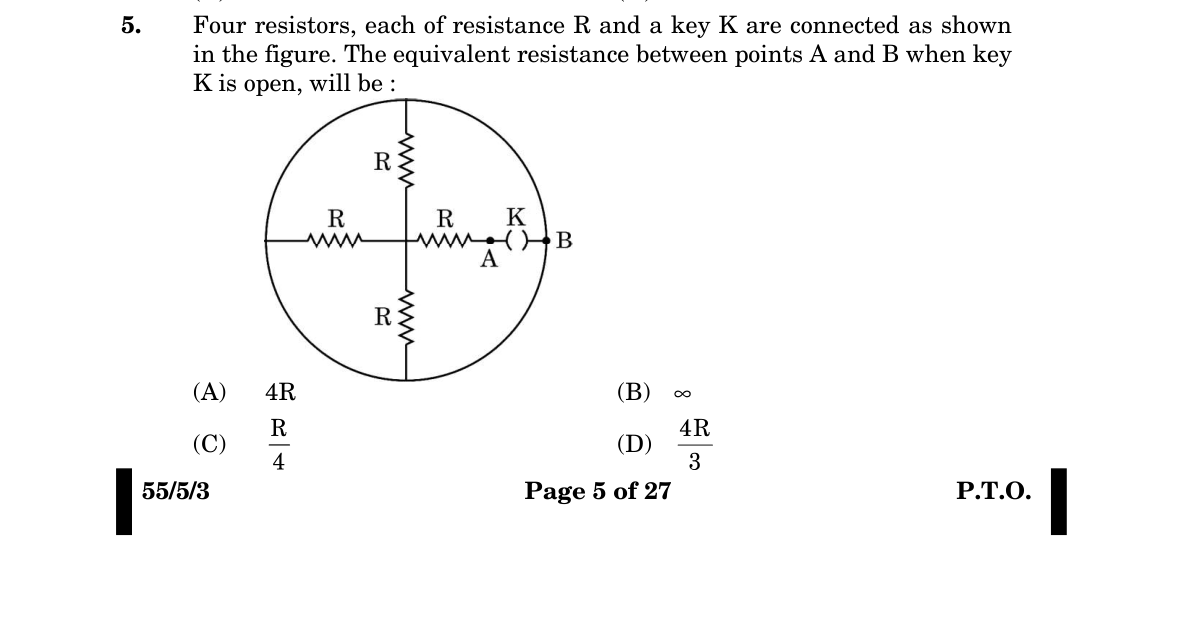 5. Four resistors, each of resistance R and a key K are connected as shown
in the figure. The equivalent resistance between points A and B when key
K is open, will be :
R
R R K
( ) B
A
R
(A) 4R (B) ∞
(C) R/4 (D) 4R/3
55/5/3 Page 5 of 27 P.T.O.